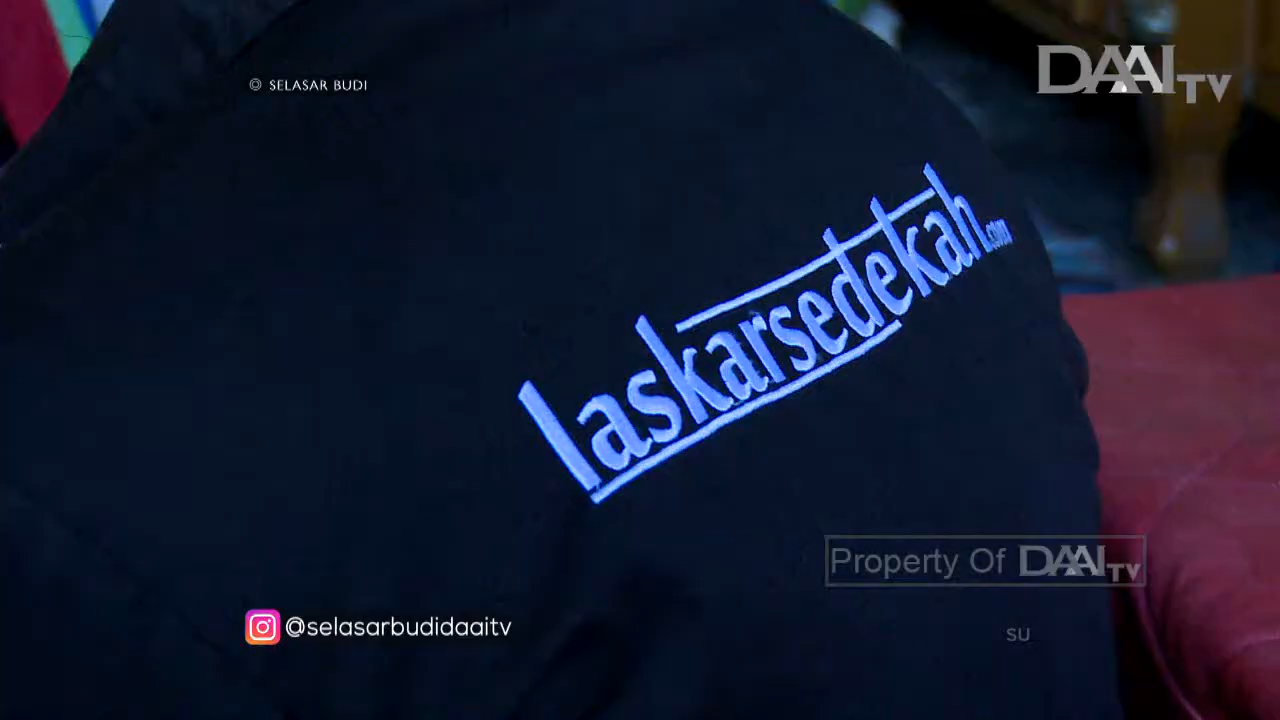 SELASAR BUDI
DAAI TV
laskarsedekah.com
Property Of DAAI TV
@selasarbudidaaitv
SU